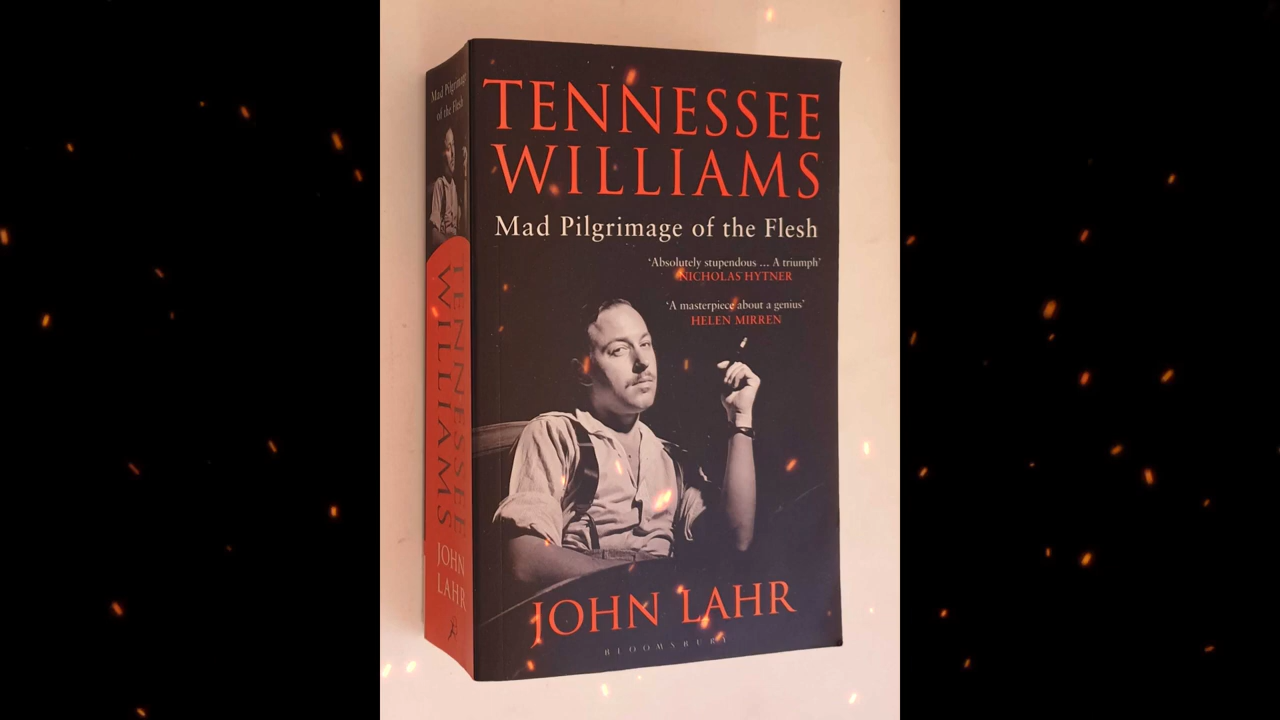 Mad Pilgrimage
of the Flesh
TENNESSEE
WILLIAMS
JOHN
LAHR
TENNESSEE
WILLIAMS
Mad Pilgrimage of the Flesh
‘Absolutely stupendous ... A triumph’
NICHOLAS HYTNER
‘A masterpiece about a genius’
HELEN MIRREN
JOHN LAHR
BLOOMSBURY